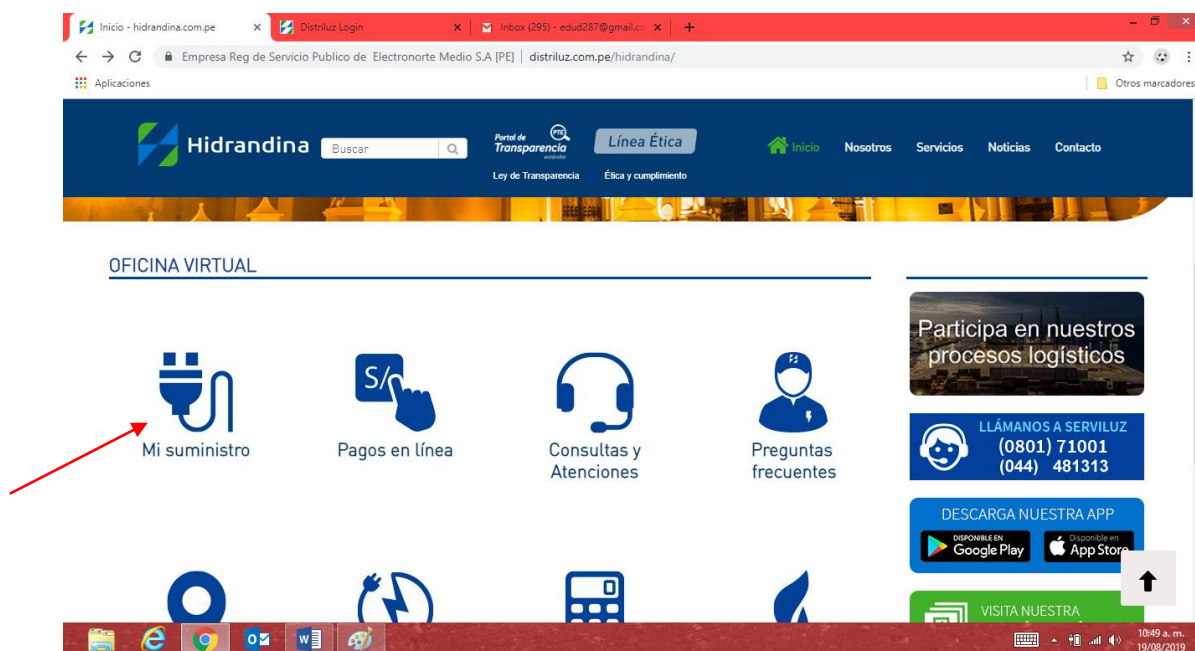 Inicio - hidrandina.com.pe
Distriluz Login
Inbox (295) - edud287@gmail.co
Empresa Reg de Servicio Publico de Electronorte Medio S.A [PE] | distriluz.com.pe/hidrandina/
Aplicaciones
Otros marcadores
Hidrandina
Buscar
Portal de
Transparencia
estándar
PTE
Línea Ética
Ley de Transparencia
Ética y cumplimiento
Inicio
Nosotros
Servicios
Noticias
Contacto
OFICINA VIRTUAL
S/
Mi suministro
Pagos en línea
Consultas y
Atenciones
Preguntas
frecuentes
Participa en nuestros
procesos logísticos
LLÁMANOS A SERVILUZ
(0801) 71001
(044) 481313
DESCARGA NUESTRA APP
DISPONIBLE EN
Google Play
Disponible en
App Store
VISITA NUESTRA
10:49 a. m.
19/08/2019